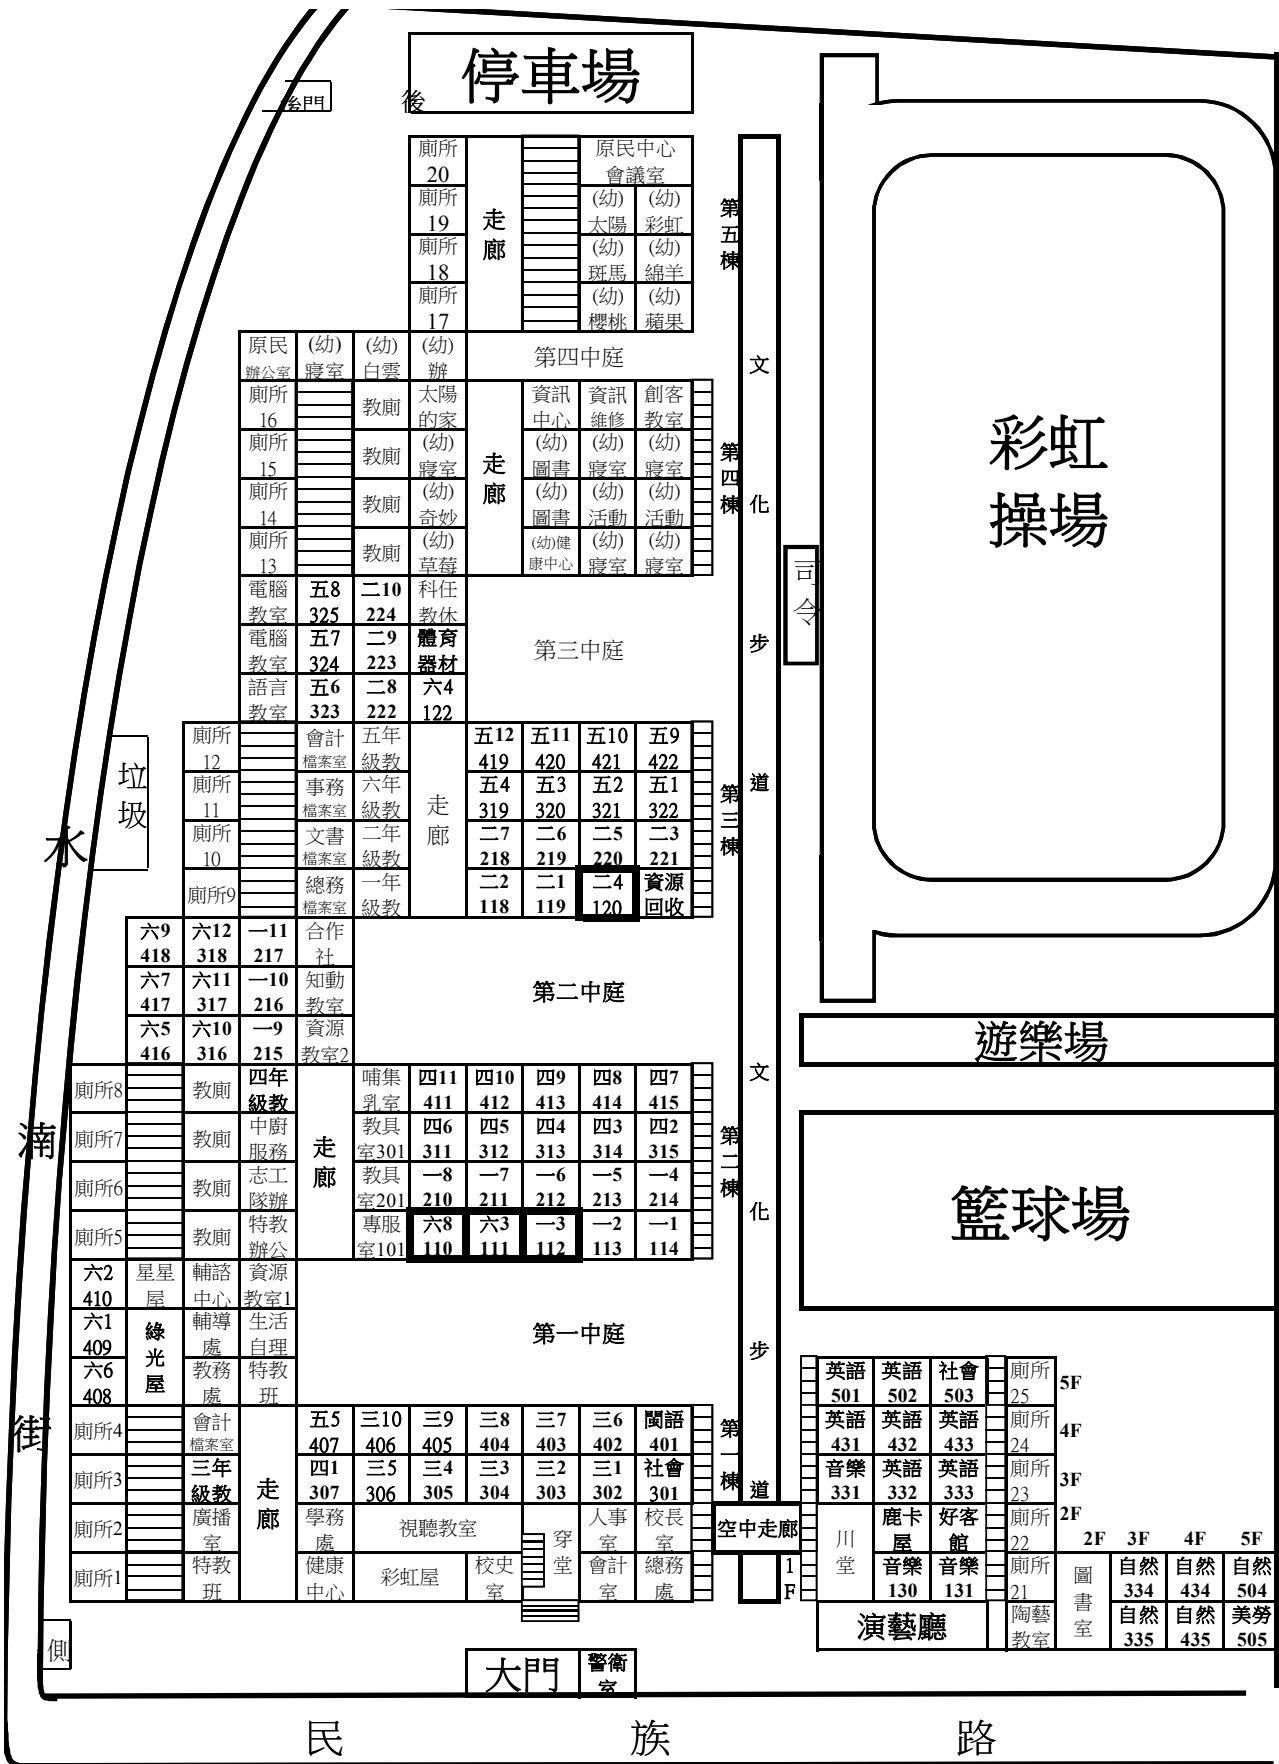 停車場
後門 後
廁所 原民中心
20 會議室
廁所 (幼) (幼)
19 太陽 彩虹
廁所 (幼) (幼)
18 斑馬 綿羊
廁所 (幼) (幼)
17 櫻桃 蘋果
走廊
第五棟
原民 (幼) (幼) (幼)
辦公室 寢室 白雲 辦
第四中庭
廁所 教廁 太陽 資訊 資訊 創客
16 的家 中心 維修 教室
廁所 教廁 (幼) (幼) (幼) (幼)
15 寢室 圖書 寢室 寢室
廁所 教廁 (幼) (幼) (幼) (幼)
14 奇妙 圖書 活動 活動
廁所 教廁 (幼) (幼)健 (幼) (幼)
13 草莓 康中心 寢室 寢室
走廊
第四棟
文化步道
彩虹
操場
司令
電腦 五8 二10 科任
教室 325 224 教休
電腦 五7 二9 體育
教室 324 223 器材
語言 五6 二8 六4
教室 323 222 122
第三中庭
垃圾
廁所 會計 五年 五12 五11 五10 五9
12 檔案室 級教 419 420 421 422
廁所 事務 六年 五4 五3 五2 五1
11 檔案室 級教 319 320 321 322
廁所 文書 二年 二7 二6 二5 二3
10 檔案室 級教 218 219 220 221
廁所9 總務 一年 二2 二1 二4 資源
檔案室 級教 118 119 120 回收
走廊
第三棟
六9 六12 一11 合作
418 318 217 社
六7 六11 一10 知動
417 317 216 教室
六5 六10 一9 資源
416 316 215 教室2
第二中庭
遊樂場
廁所8 教廁 四年 哺集 四11 四10 四9 四8 四7
級教 乳室 411 412 413 414 415
廁所7 教廁 中廚 教具 四6 四5 四4 四3 四2
服務 室301 311 312 313 314 315
廁所6 教廁 志工 教具 一8 一7 一6 一5 一4
隊辦 室201 210 211 212 213 214
廁所5 教廁 特教 專服 六8 六3 一3 一2 一1
辦公 室101 110 111 112 113 114
走廊
第二棟
文化步道
籃球場
六2 星星 輔諮 資源
410 屋 中心 教室1
六1 輔導 生活
409 處 自理
六6 教務 特教
408 處 班
綠光屋
第一中庭
廁所4 會計 五5 三10 三9 三8 三7 三6 閩語
檔案室 407 406 405 404 403 402 401
廁所3 三年 四1 三5 三4 三3 三2 三1 社會
級教 307 306 305 304 303 302 301
廁所2 廣播 學務 視聽教室 人事 校長
室 處 室 室
廁所1 特教 健康 彩虹屋 校史 會計 總務
班 中心 室 室 處
走廊
穿堂
第一棟
空中走廊
1F
英語 英語 社會 廁所 5F
501 502 503 25
英語 英語 英語 廁所 4F
431 432 433 24
音樂 英語 英語 廁所 3F
331 332 333 23
川堂 鹿卡 好客 廁所 2F
屋 館 22
音樂 音樂 廁所
130 131 21
2F 3F 4F 5F
圖書室 自然 自然 自然
334 434 504
陶藝 自然 自然 美勞
教室 335 435 505
演藝廳
側
大門 警衛
室
水湳街
民族路